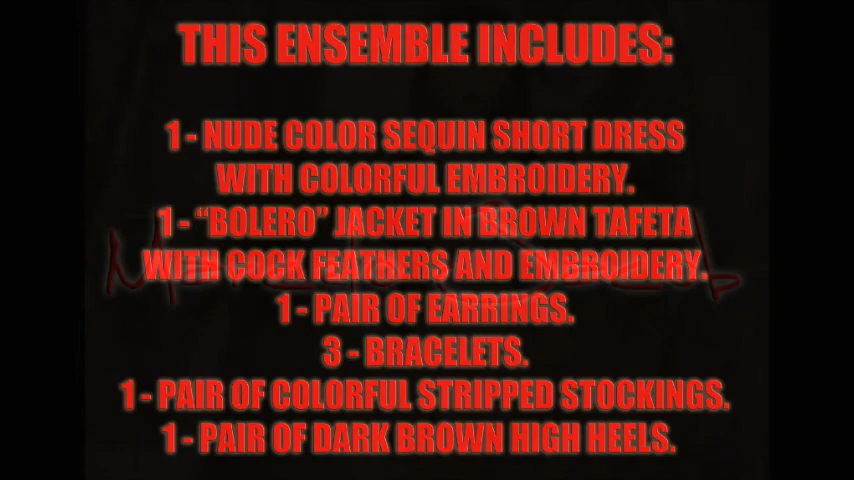 THIS ENSEMBLE INCLUDES:
1 - NUDE COLOR SEQUIN SHORT DRESS
WITH COLORFUL EMBROIDERY.
1 - “BOLERO” JACKET IN BROWN TAFETA
WITH COCK FEATHERS AND EMBROIDERY.
1 - PAIR OF EARRINGS.
3 - BRACELETS.
1 - PAIR OF COLORFUL STRIPPED STOCKINGS.
1 - PAIR OF DARK BROWN HIGH HEELS.